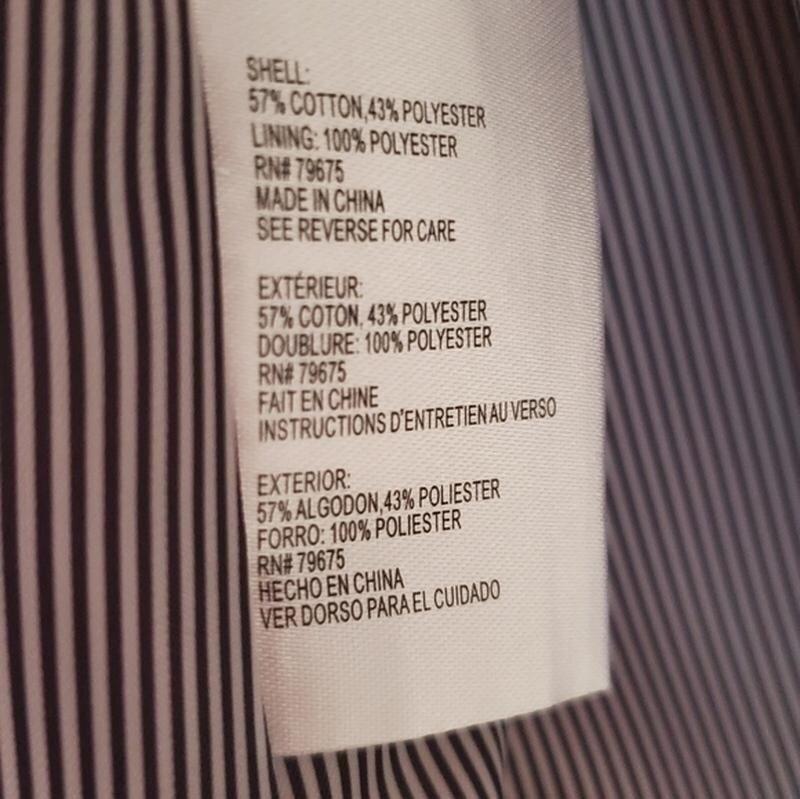 SHELL:
57% COTTON,43% POLYESTER
LINING: 100% POLYESTER
RN# 79675
MADE IN CHINA
SEE REVERSE FOR CARE
EXTÉRIEUR:
57% COTON, 43% POLYESTER
DOUBLURE: 100% POLYESTER
RN# 79675
FAIT EN CHINE
INSTRUCTIONS D'ENTRETIEN AU VERSO
EXTERIOR:
57% ALGODON,43% POLIESTER
FORRO: 100% POLIESTER
RN# 79675
HECHO EN CHINA
VER DORSO PARA EL CUIDADO